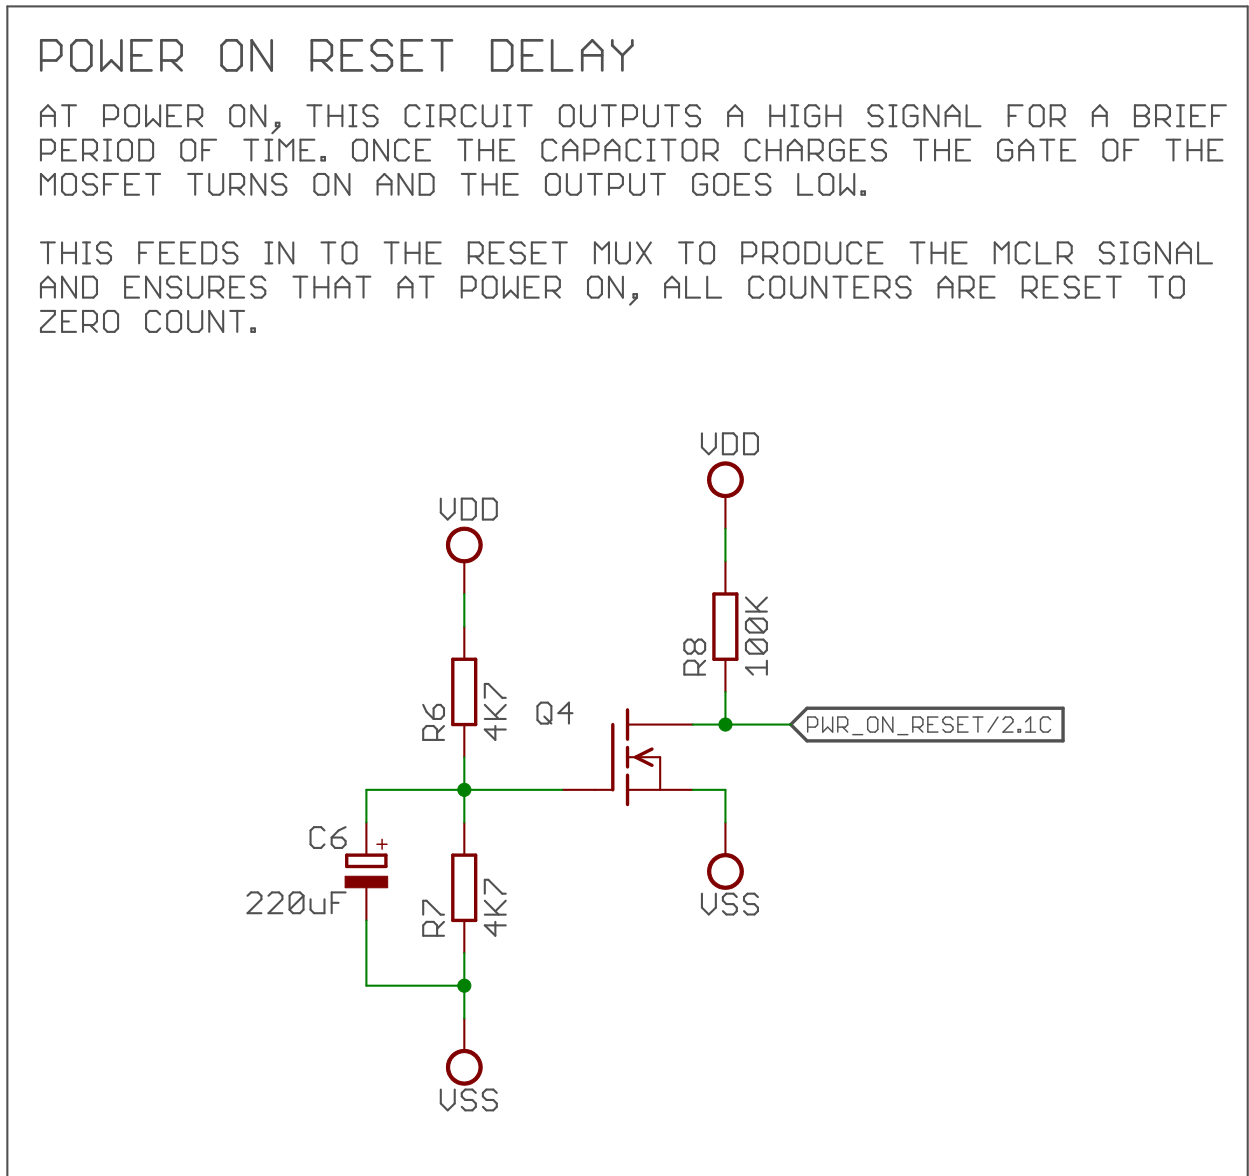 POWER ON RESET DELAY
AT POWER ON, THIS CIRCUIT OUTPUTS A HIGH SIGNAL FOR A BRIEF
PERIOD OF TIME. ONCE THE CAPACITOR CHARGES THE GATE OF THE
MOSFET TURNS ON AND THE OUTPUT GOES LOW.
THIS FEEDS IN TO THE RESET MUX TO PRODUCE THE MCLR SIGNAL
AND ENSURES THAT AT POWER ON, ALL COUNTERS ARE RESET TO
ZERO COUNT.
VDD
VDD
R8
100K
R6
4K7
Q4
PWR_ON_RESET/2.1C
C6
+
220uF
R7
4K7
VSS
VSS